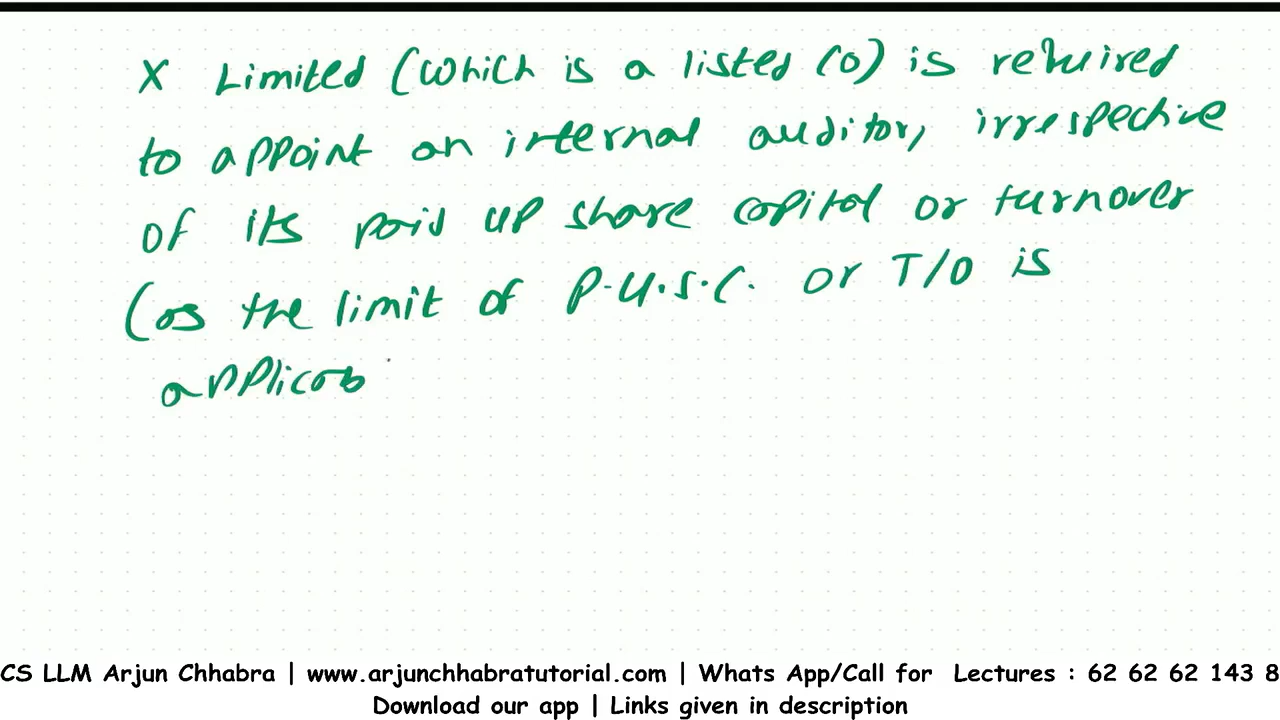 X Limited (which is a listed co) is required
to appoint an internal auditor, irrespective
of its paid up share capital or turnover
(as the limit of P.U.S.C. or T/O is
applicab
CS LLM Arjun Chhabra | www.arjunchhabratutorial.com | Whats App/Call for Lectures : 62 62 62 143 8
Download our app | Links given in description